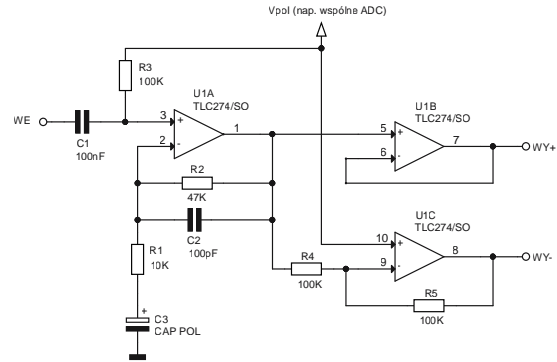 Vpol (nap. wspólne ADC)
R3
100K
U1A
TLC274/SO
WE
C1
100nF
3
+
2
-
1
U1B
TLC274/SO
5
+
6
-
7
WY+
R2
47K
C2
100pF
U1C
TLC274/SO
10
+
9
-
8
WY-
R1
10K
R4
100K
R5
100K
+
C3
CAP POL